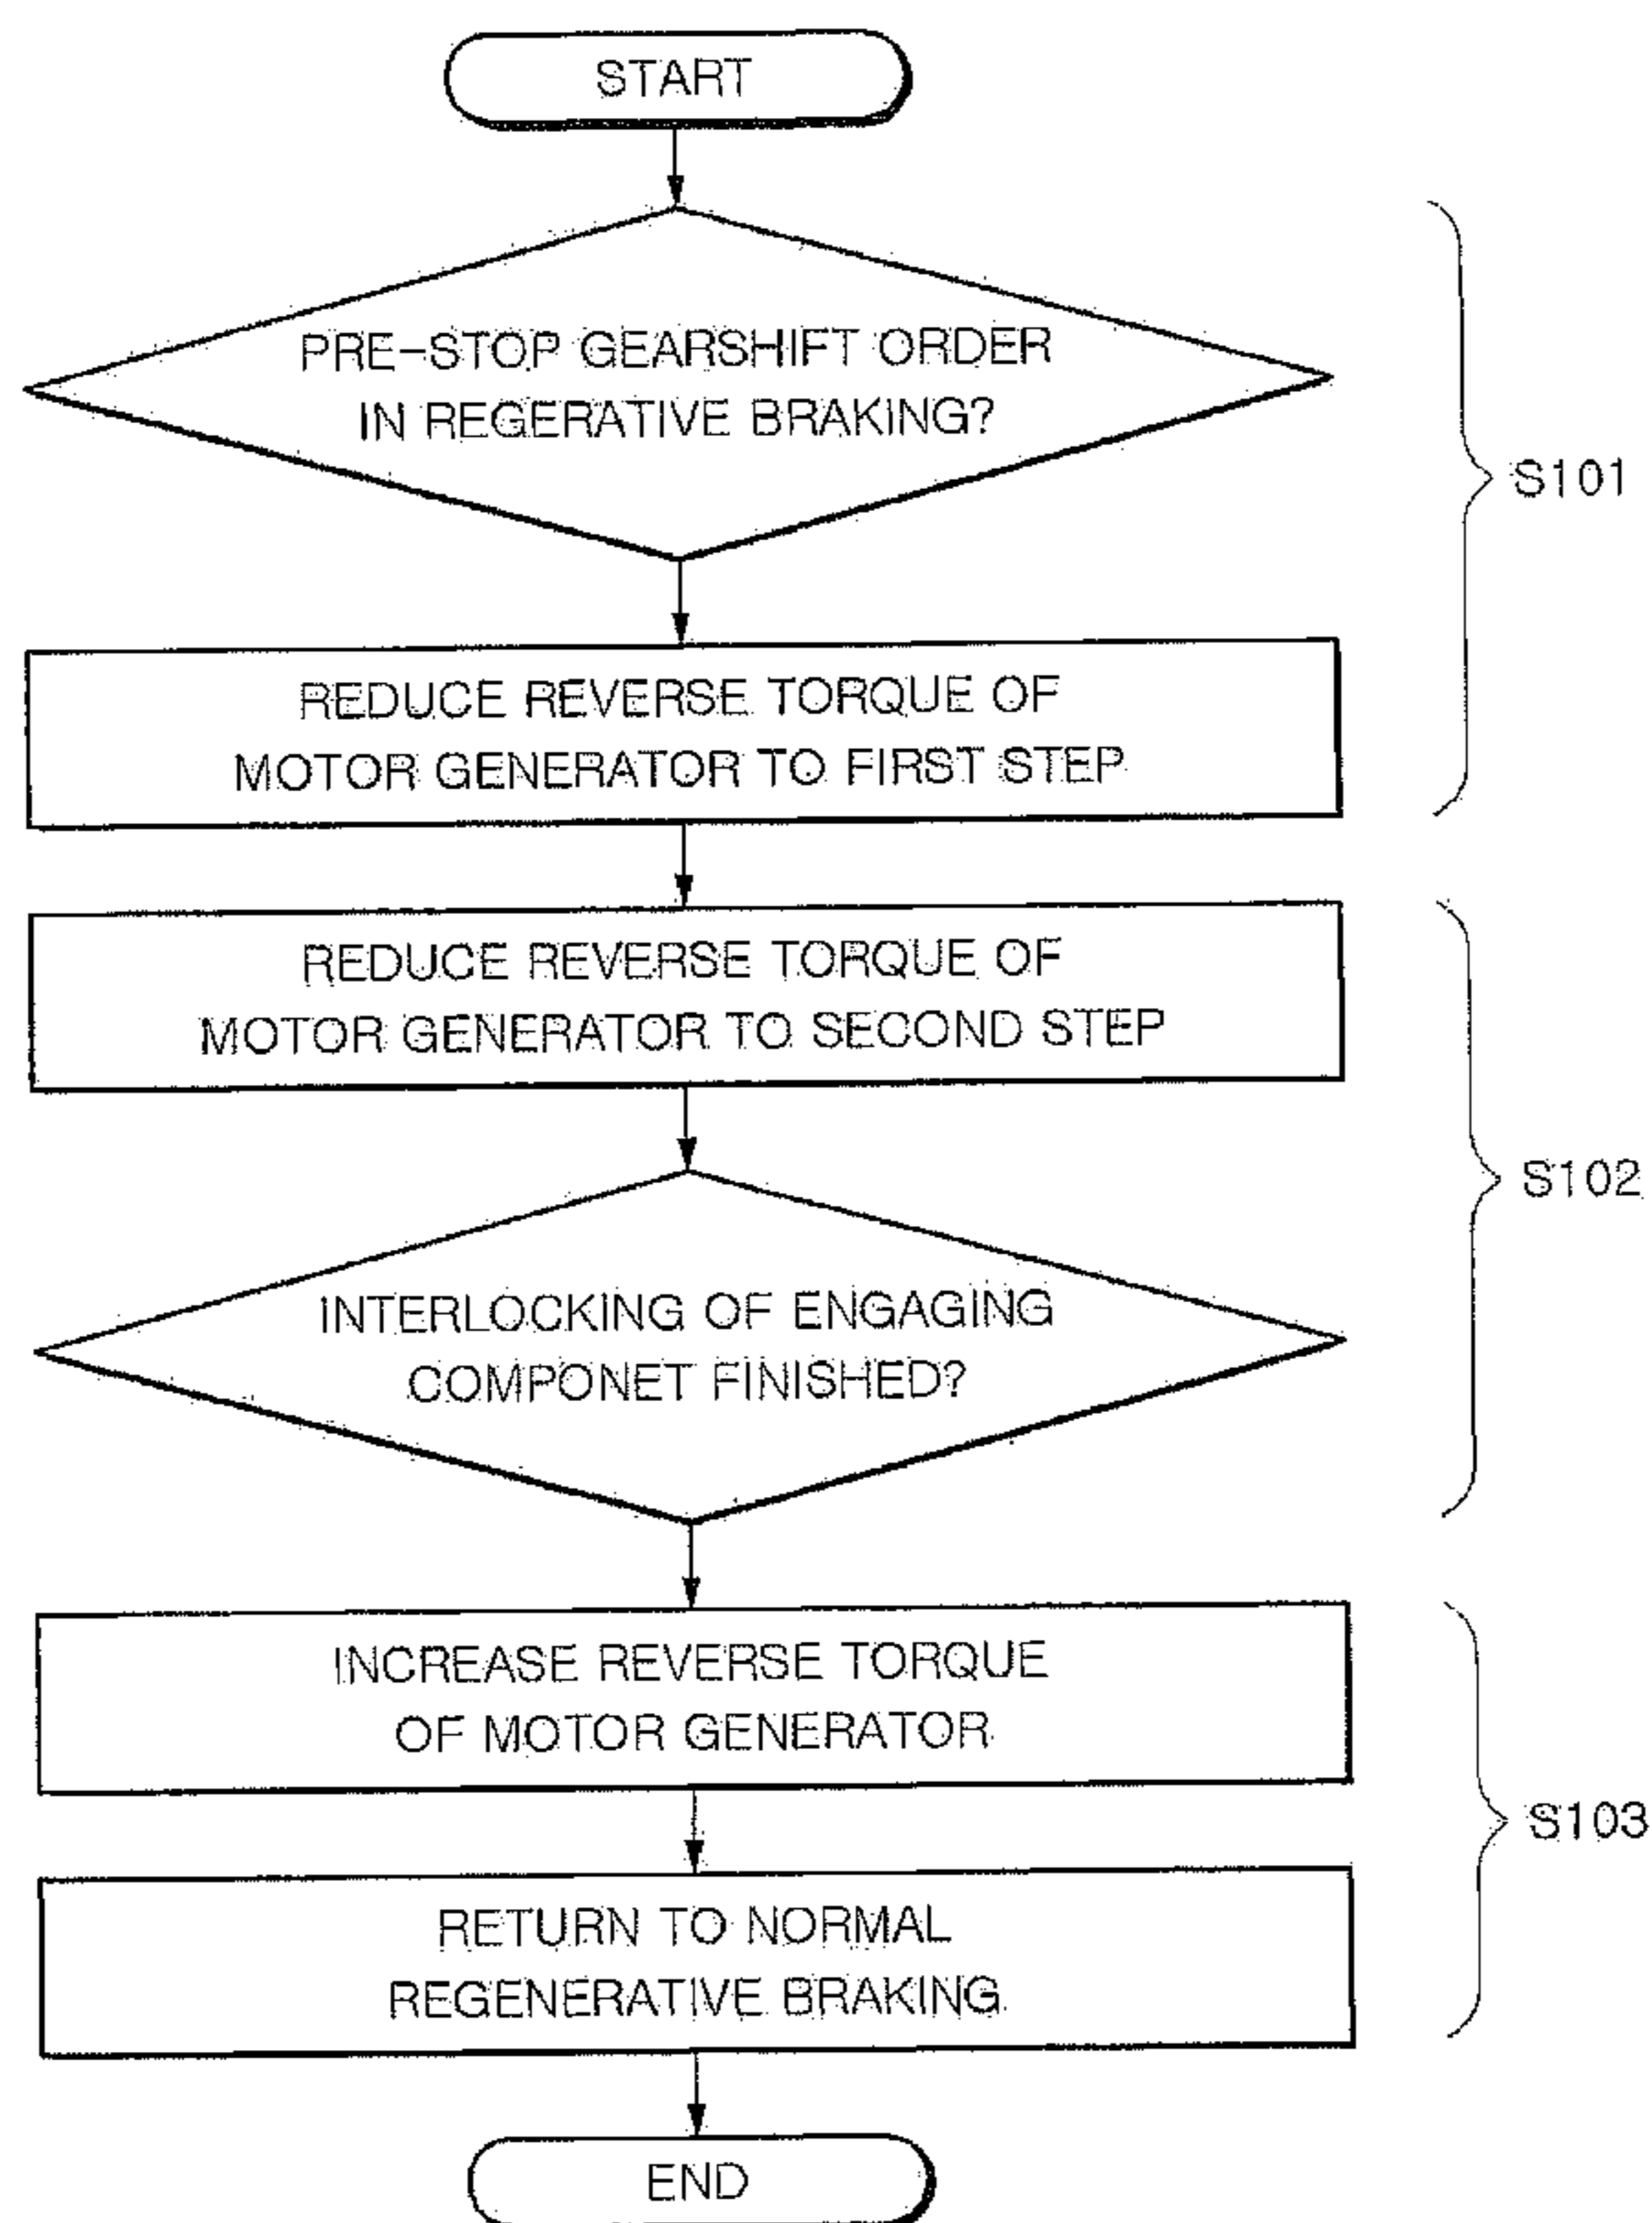 START
PRE-STOP GEARSHIFT ORDER
IN REGERATIVE BRAKING?
S101
REDUCE REVERSE TORQUE OF
MOTOR GENERATOR TO FIRST STEP
REDUCE REVERSE TORQUE OF
MOTOR GENERATOR TO SECOND STEP
S102
INTERLOCKING OF ENGAGING
COMPONET FINISHED?
INCREASE REVERSE TORQUE
OF MOTOR GENERATOR
S103
RETURN TO NORMAL
REGENERATIVE BRAKING
END